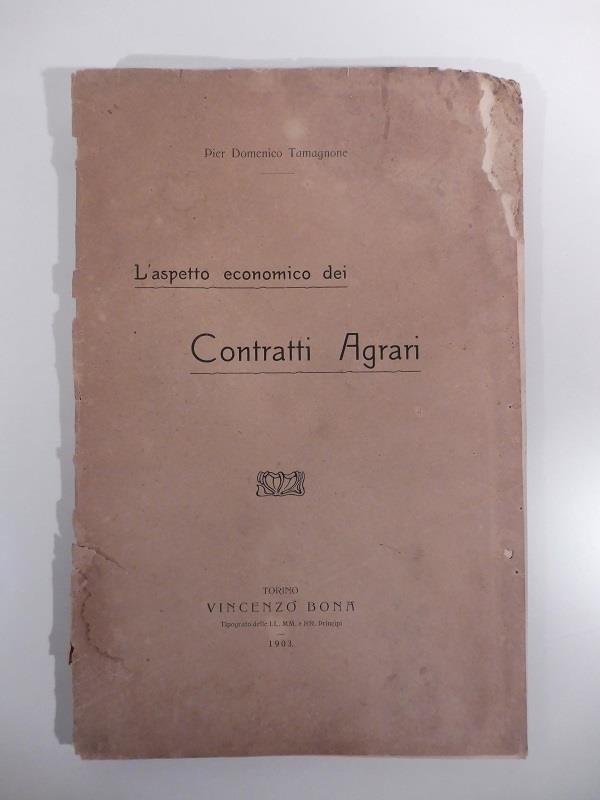 Pier Domenico Tamagnone
L'aspetto economico dei
Contratti Agrari
TORINO
VINCENZO BONA
Tipografo delle LL. MM. e RR. Principi
1903.